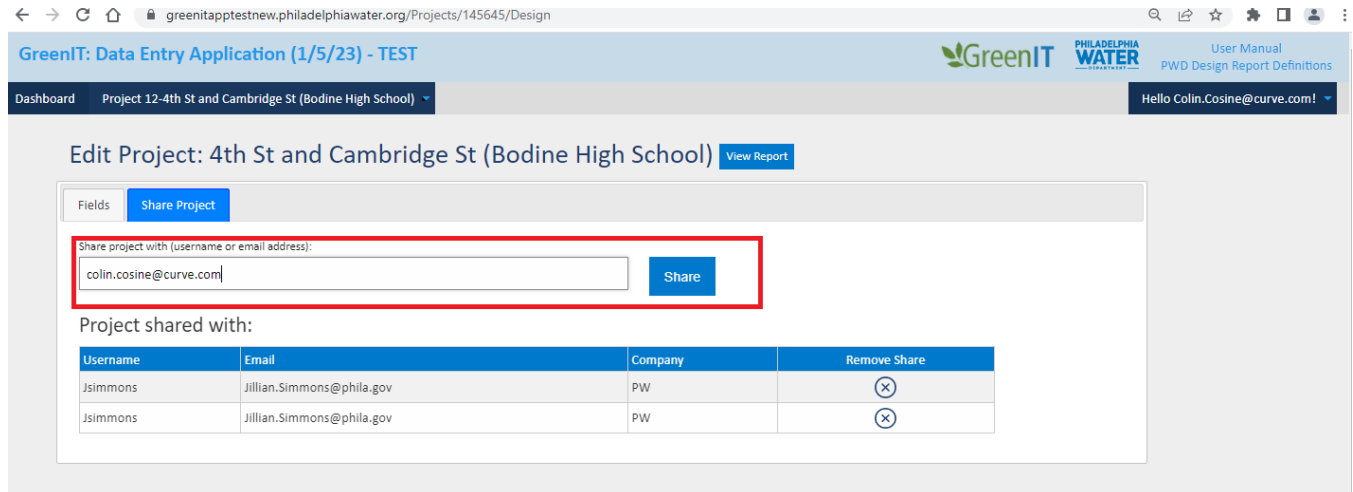 greenitapptestnew.philadelphiawater.org/Projects/145645/Design
GreenIT: Data Entry Application (1/5/23) - TEST
GreenIT
PHILADELPHIA
WATER
DEPARTMENT
User Manual
PWD Design Report Definitions
Dashboard Project 12-4th St and Cambridge St (Bodine High School)
Hello Colin.Cosine@curve.com!
Edit Project: 4th St and Cambridge St (Bodine High School) View Report
Fields Share Project
Share project with (username or email address):
colin.cosine@curve.com Share
Project shared with:
Username Email Company Remove Share
Jsimmons Jillian.Simmons@phila.gov PW
Jsimmons Jillian.Simmons@phila.gov PW